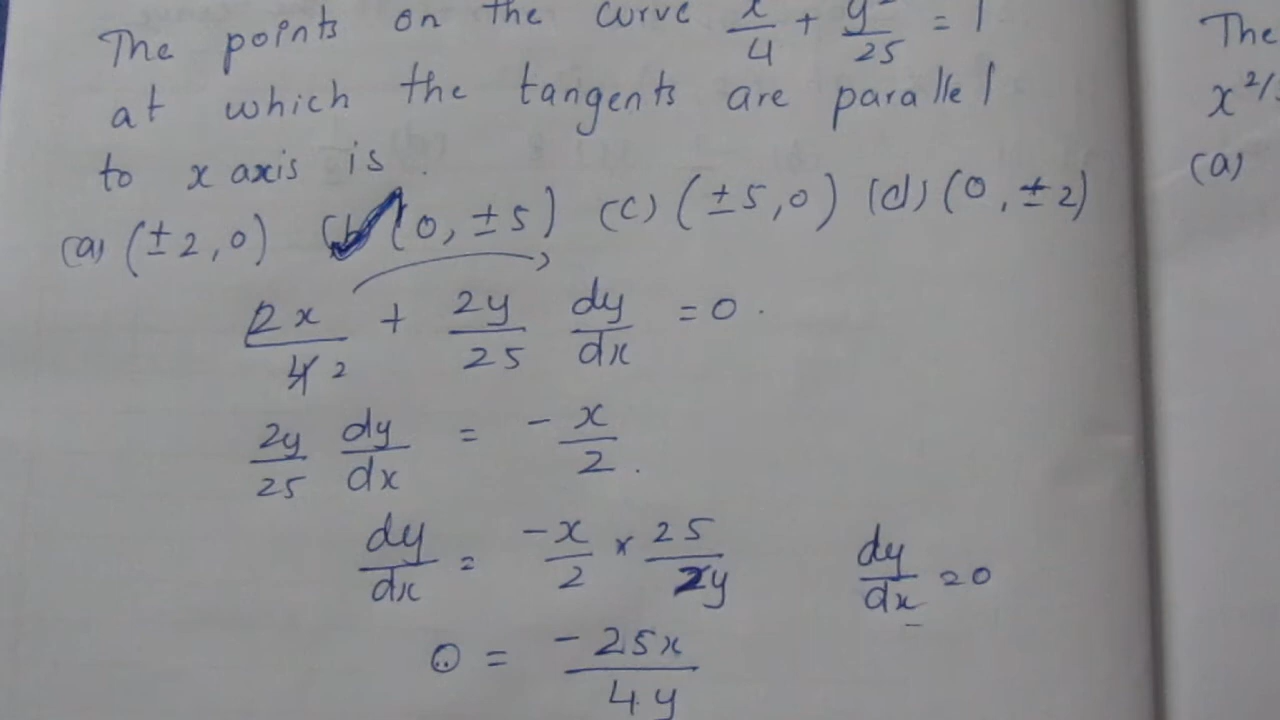 The points on the curve x/4 + y²/25 = 1
at which the tangents are parallel
to x axis is.
(a) (±2,0) (b) (0, ±5) (c) (±5,0) (d) (0, ±2)
2x/42 + 2y/25 dy/dx = 0.
2y/25 dy/dx = -x/2.
dy/dx = -x/2 × 25/2y dy/dx = 0
0 = -25x/4y
The
x²/
(a)